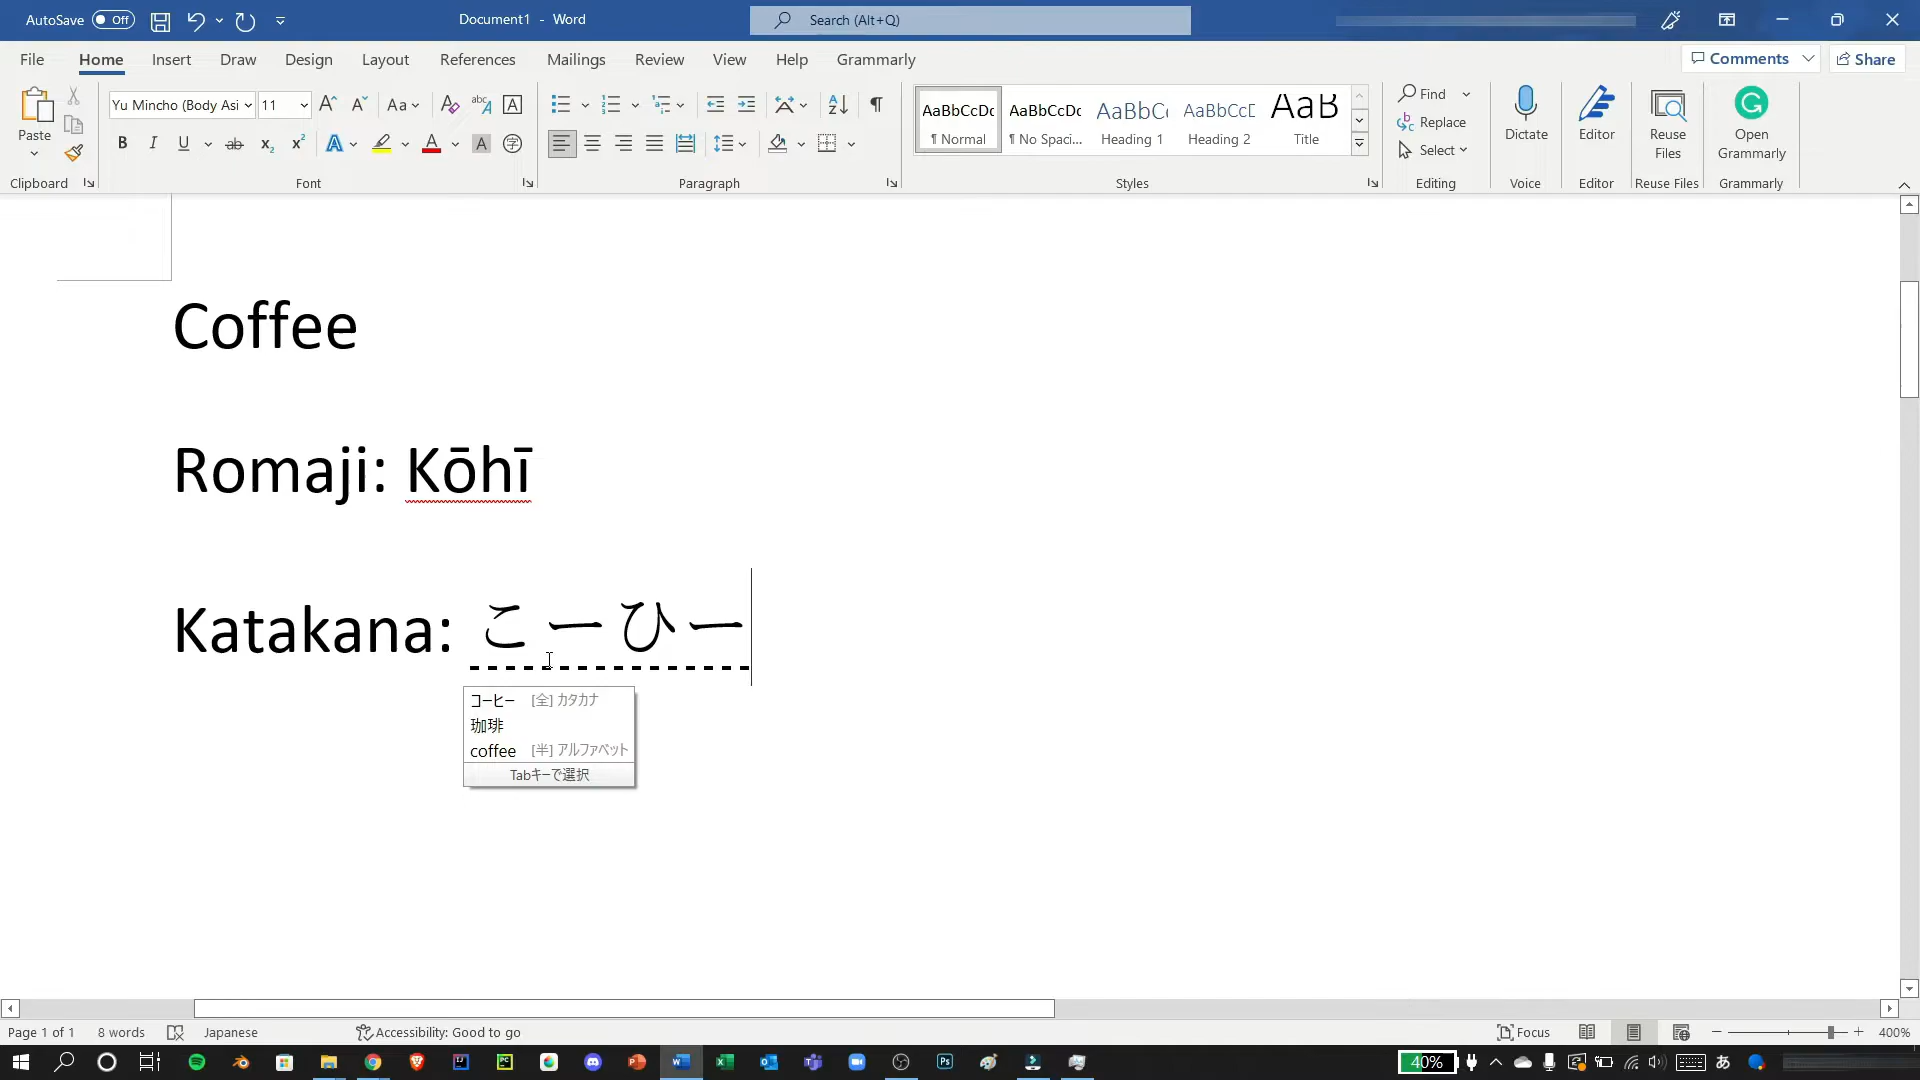 AutoSave Off Document1 - Word Search (Alt+Q)
File Home Insert Draw Design Layout References Mailings Review View Help Grammarly Comments Share
Paste
Clipboard
Yu Mincho (Body Asi 11
Font
Paragraph
AaBbCcDc AaBbCcDc AaBbC AaBbCcD AaB
¶ Normal ¶ No Spaci... Heading 1 Heading 2 Title
Styles
Find
Replace
Select
Editing
Dictate
Voice
Editor
Editor
Reuse Files
Reuse Files
Open Grammarly
Grammarly
Coffee
Romaji: Kōhī
Katakana: こーひー
コーヒー [全] カタカナ
珈琲
coffee [半] アルファベット
Tabキーで選択
Page 1 of 1 8 words Japanese Accessibility: Good to go Focus 400%
40% あ